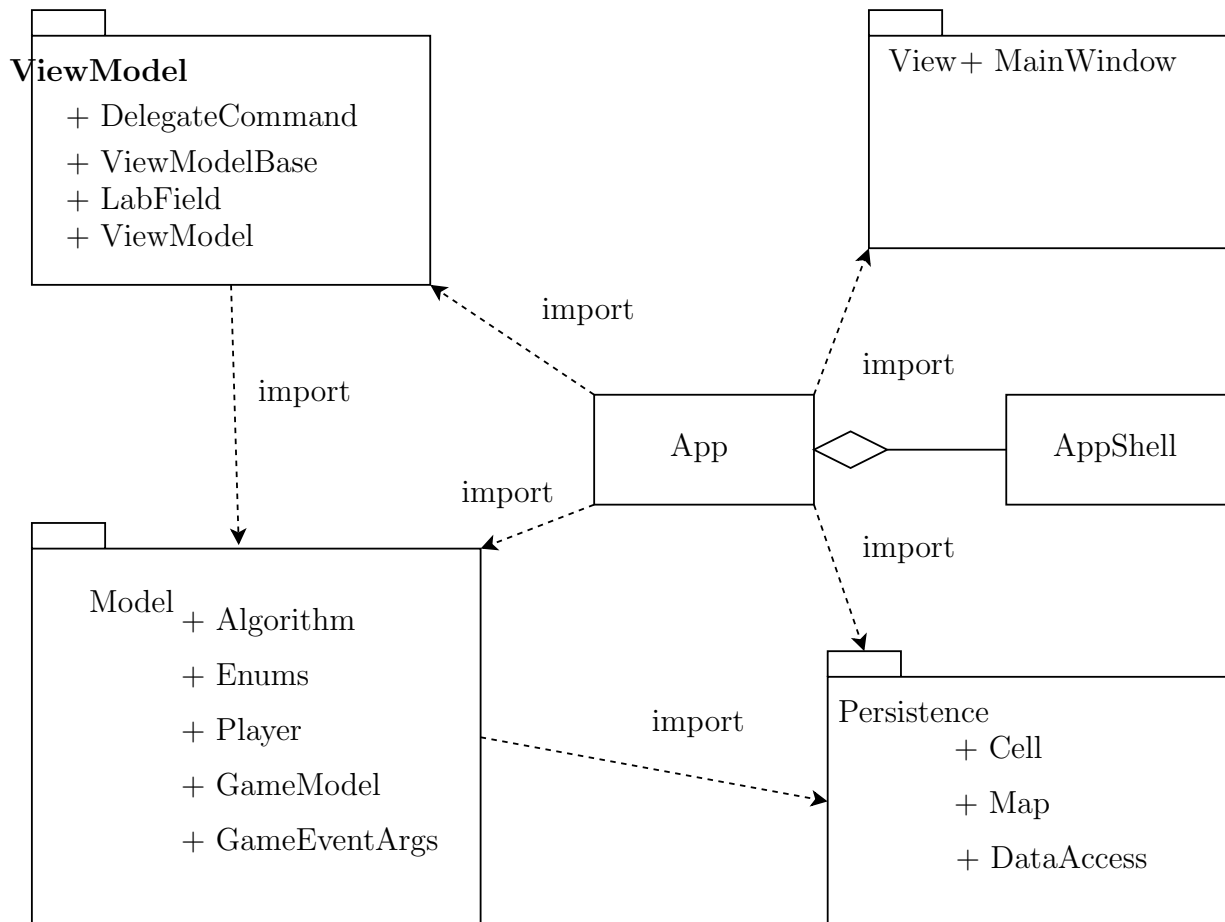 ViewModel
+ DelegateCommand
+ ViewModelBase
+ LabField
+ ViewModel
View+ MainWindow
import
import
import
App
AppShell
import
import
Model
+ Algorithm
+ Enums
+ Player
+ GameModel
+ GameEventArgs
import
Persistence
+ Cell
+ Map
+ DataAccess